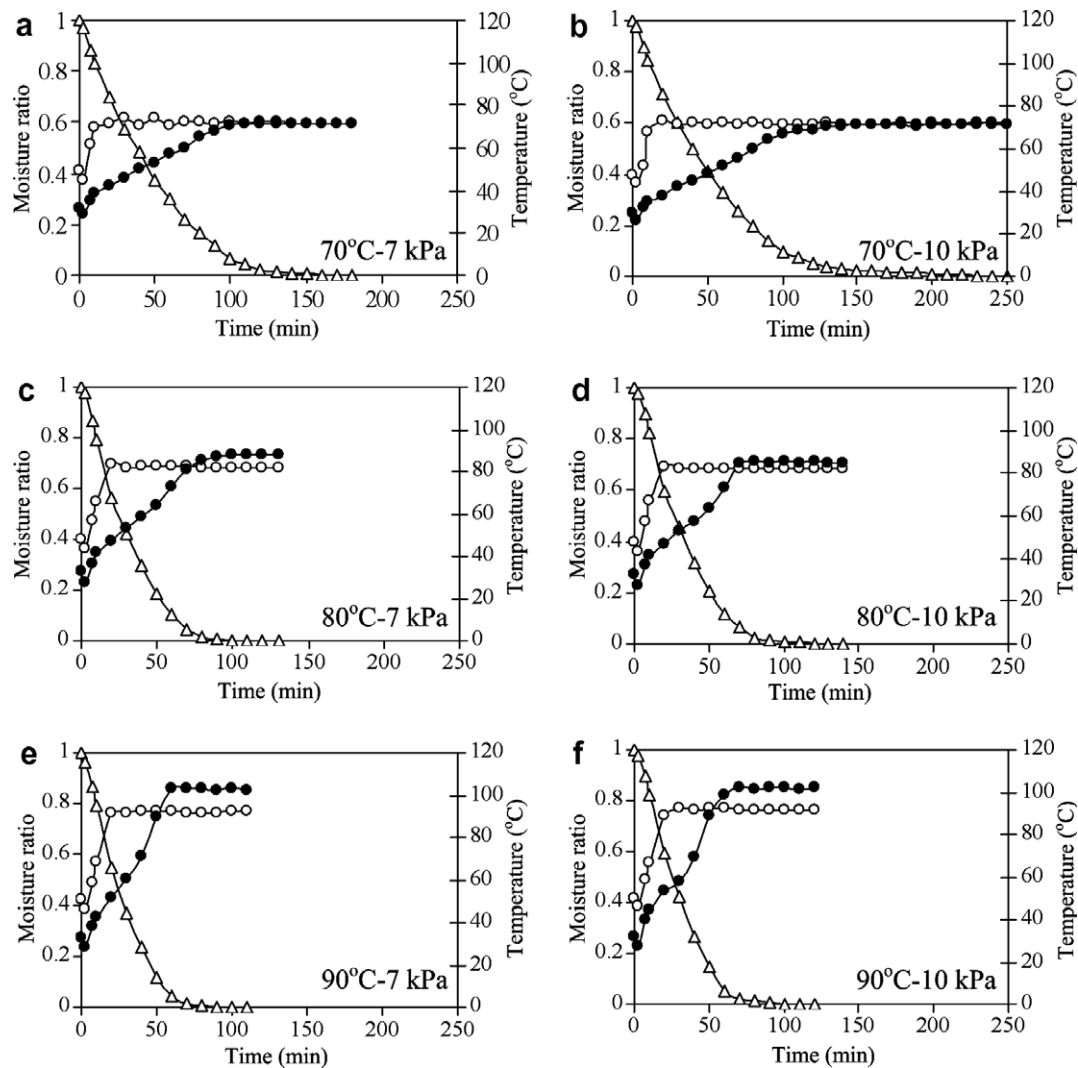 a
1
0.8
0.6
0.4
0.2
0
Moisture ratio
120
100
80
60
40
20
0
Temperature (°C)
70°C-7 kPa
0 50 100 150 200 250
Time (min)
b
1
0.8
0.6
0.4
0.2
0
Moisture ratio
120
100
80
60
40
20
0
Temperature (°C)
70°C-10 kPa
0 50 100 150 200 250
Time (min)
c
1
0.8
0.6
0.4
0.2
0
Moisture ratio
120
100
80
60
40
20
0
Temperature (°C)
80°C-7 kPa
0 50 100 150 200 250
Time (min)
d
1
0.8
0.6
0.4
0.2
0
Moisture ratio
120
100
80
60
40
20
0
Temperature (°C)
80°C-10 kPa
0 50 100 150 200 250
Time (min)
e
1
0.8
0.6
0.4
0.2
0
Moisture ratio
120
100
80
60
40
20
0
Temperature (°C)
90°C-7 kPa
0 50 100 150 200 250
Time (min)
f
1
0.8
0.6
0.4
0.2
0
Moisture ratio
120
100
80
60
40
20
0
Temperature (°C)
90°C-10 kPa
0 50 100 150 200 250
Time (min)